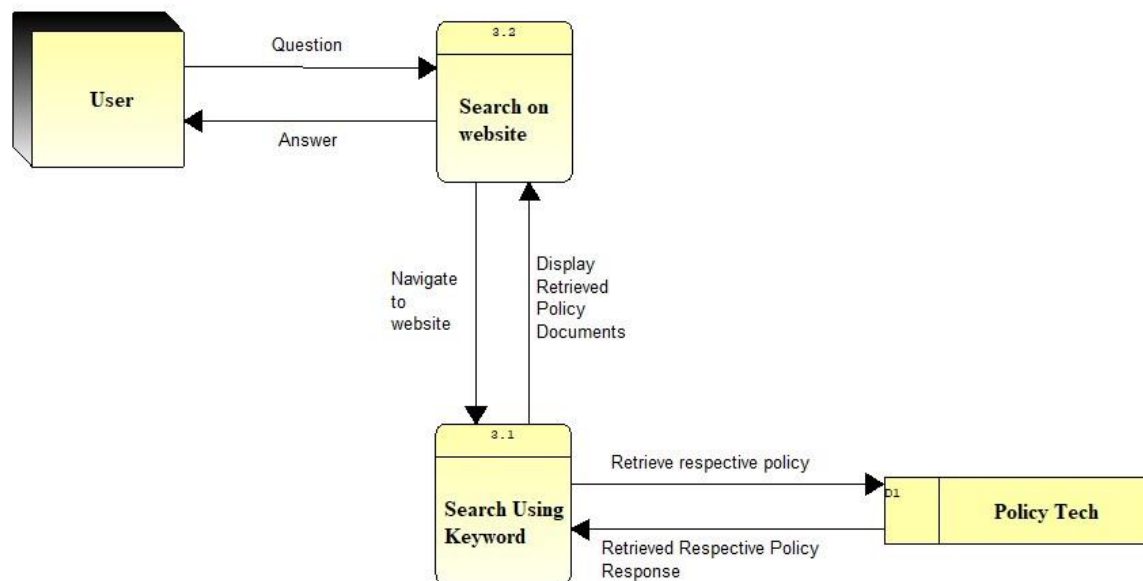 3.2
Question
User
Search on
website
Answer
Navigate
to
website
Display
Retrieved
Policy
Documents
3.1
Retrieve respective policy
D1
Policy Tech
Search Using
Keyword
Retrieved Respective Policy
Response